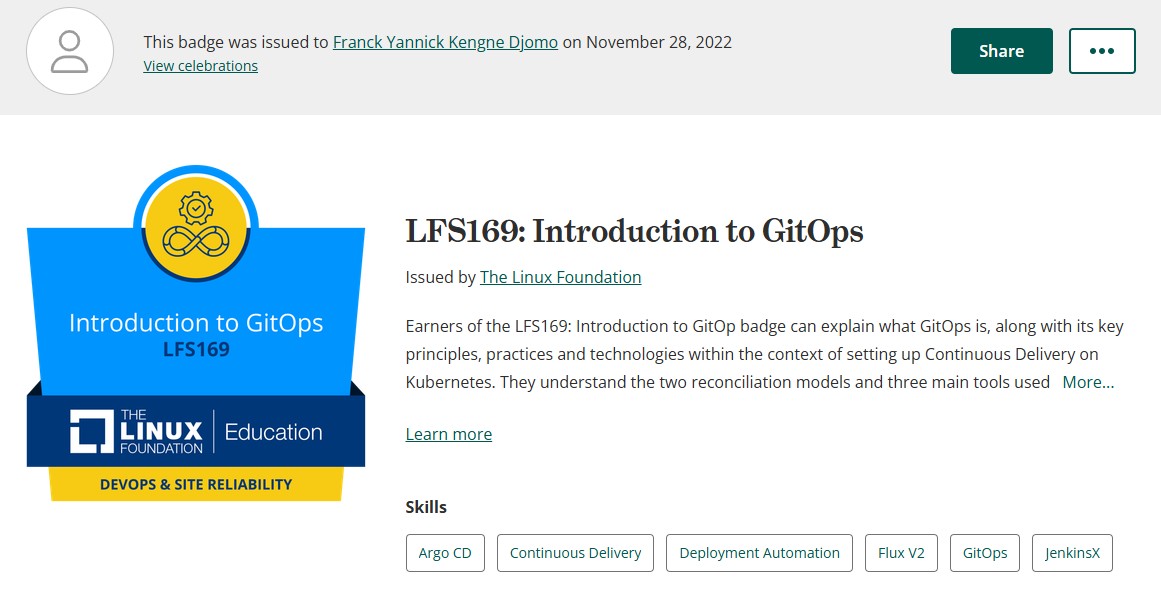 This badge was issued to Franck Yannick Kengne Djomo on November 28, 2022
View celebrations
Share
•••
Introduction to GitOps
LFS169
THE
LINUX
FOUNDATION
Education
DEVOPS & SITE RELIABILITY
LFS169: Introduction to GitOps
Issued by The Linux Foundation
Earners of the LFS169: Introduction to GitOp badge can explain what GitOps is, along with its key
principles, practices and technologies within the context of setting up Continuous Delivery on
Kubernetes. They understand the two reconciliation models and three main tools used More...
Learn more
Skills
Argo CD
Continuous Delivery
Deployment Automation
Flux V2
GitOps
JenkinsX